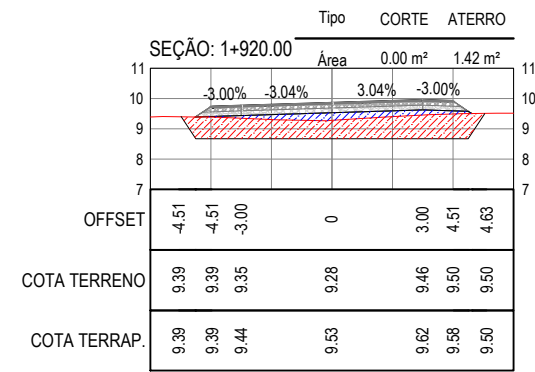 Tipo CORTE ATERRO
SEÇÃO: 1+920.00
Área 0.00 m² 1.42 m²
11 11
-3.00% -3.04% 3.04% -3.00%
10 10
9 9
8 8
7 7
OFFSET -4.51 -4.51 -3.00 0 3.00 4.51 4.63
COTA TERRENO 9.39 9.39 9.35 9.28 9.46 9.50 9.50
COTA TERRAP. 9.39 9.39 9.44 9.53 9.62 9.58 9.50